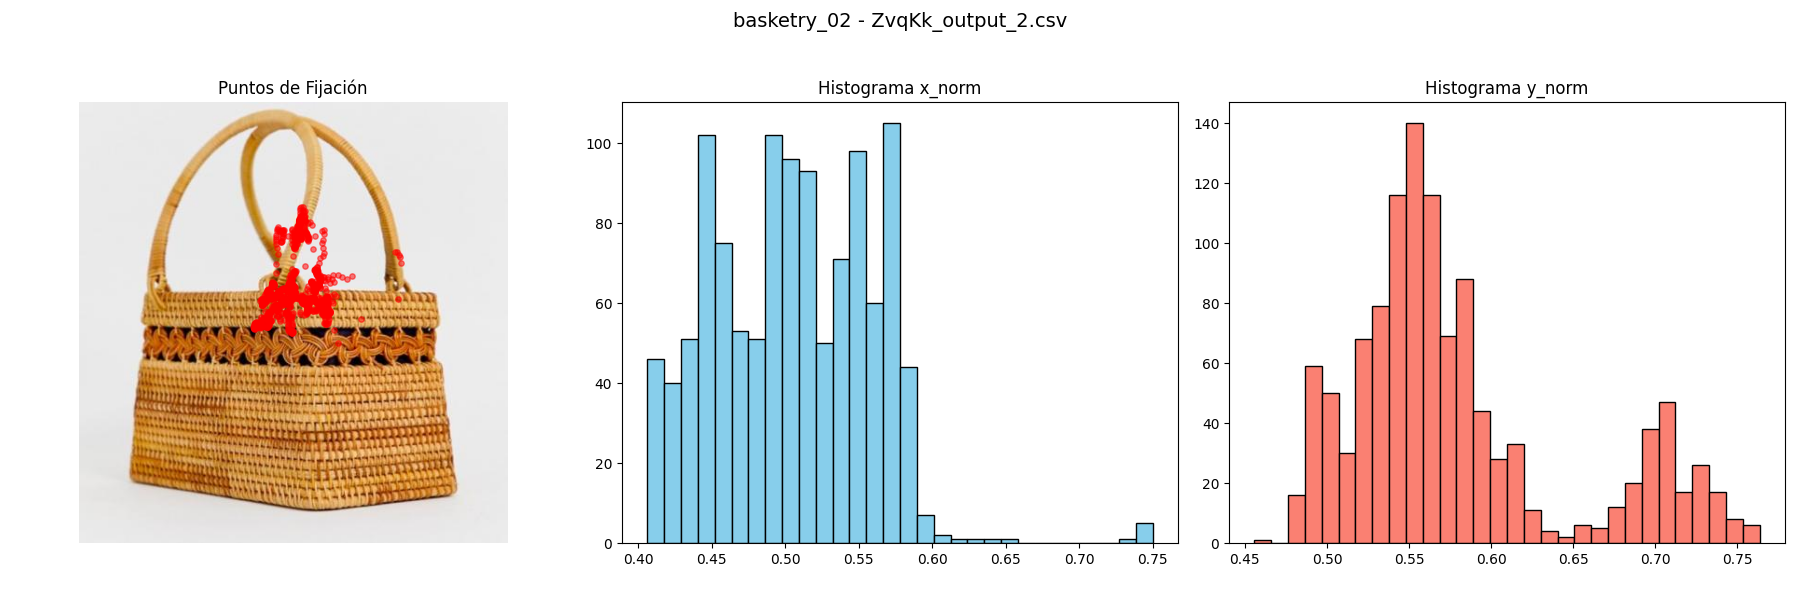 basketry_02 - ZvqKk_output_2.csv
Puntos de Fijación
Histograma x_norm
Histograma y_norm
100
80
60
40
20
0
0.40 0.45 0.50 0.55 0.60 0.65 0.70 0.75
140
120
100
80
60
40
20
0
0.45 0.50 0.55 0.60 0.65 0.70 0.75